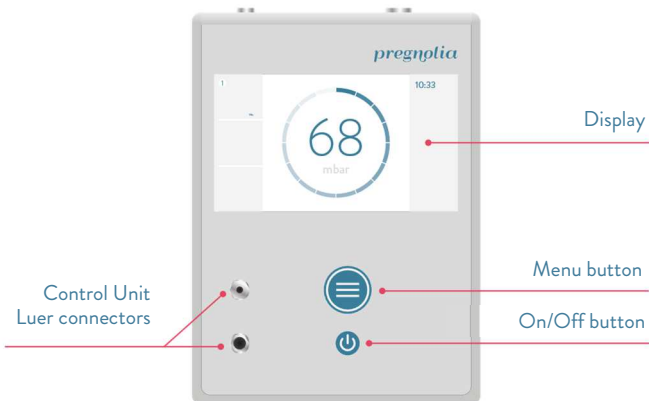 pregnolia
1
10:33
68
mbar
Display
Menu button
On/Off button
Control Unit
Luer connectors